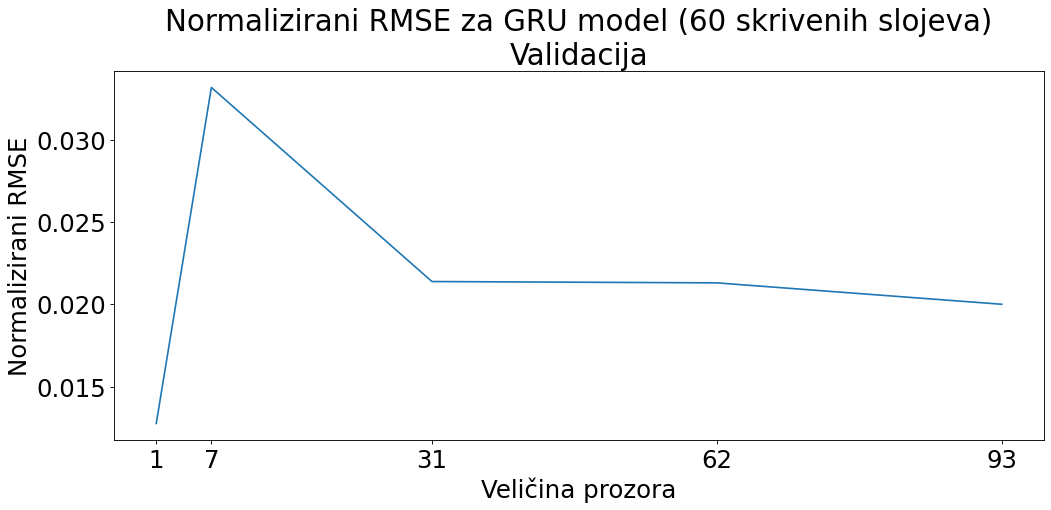 Normalizirani RMSE za GRU model (60 skrivenih slojeva)
Validacija
Normalizirani RMSE
0.030
0.025
0.020
0.015
1 7 31 62 93
Veličina prozora